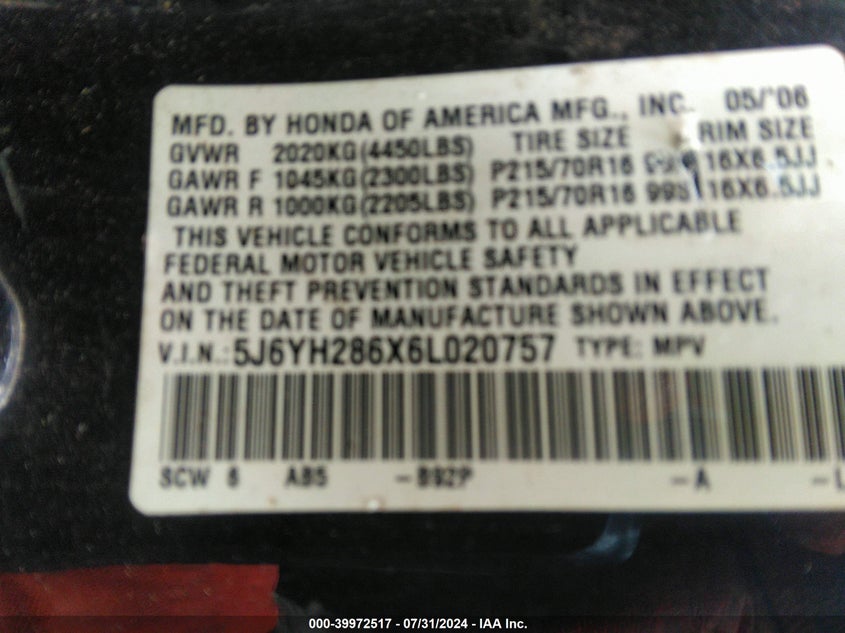 MFD. BY HONDA OF AMERICA MFG., INC. 05/'06
GVWR 2020KG(4450LBS) TIRE SIZE RIM SIZE
GAWR F 1045KG(2300LBS) P215/70R16 16X6.5JJ
GAWR R 1000KG(2205LBS) P215/70R16 99S 16X6.5JJ
THIS VEHICLE CONFORMS TO ALL APPLICABLE
FEDERAL MOTOR VEHICLE SAFETY
AND THEFT PREVENTION STANDARDS IN EFFECT
ON THE DATE OF MANUFACTURE SHOWN ABOVE.
V.I.N.: 5J6YH286X6L020757 TYPE: MPV
SCW 6 AB5 -B92P -A
000-39972517 - 07/31/2024 - IAA Inc.